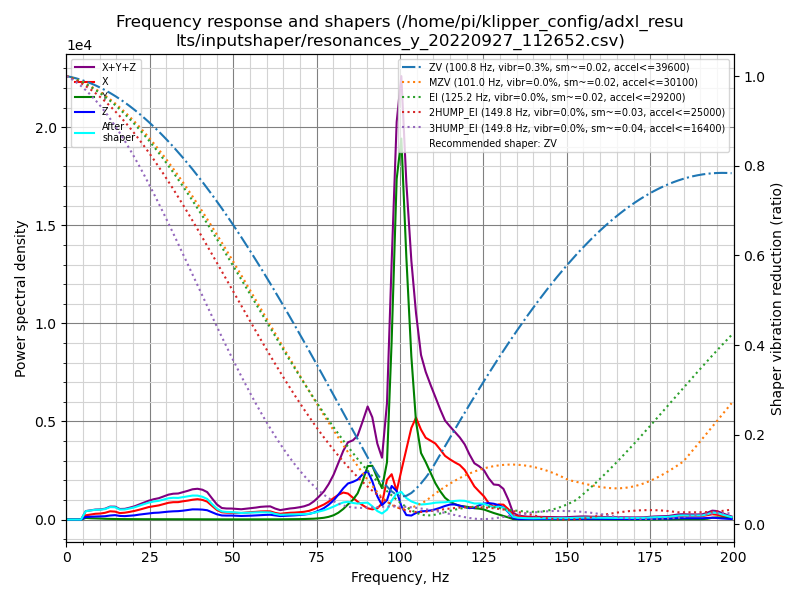 Frequency response and shapers (/home/pi/klipper_config/adxl_resu
lts/inputshaper/resonances_y_20220927_112652.csv)
1e4
X+Y+Z
X
Y
Z
After
shaper
ZV (100.8 Hz, vibr=0.3%, sm~=0.02, accel<=39600)
MZV (101.0 Hz, vibr=0.0%, sm~=0.02, accel<=30100)
EI (125.2 Hz, vibr=0.0%, sm~=0.02, accel<=29200)
2HUMP_EI (149.8 Hz, vibr=0.0%, sm~=0.03, accel<=25000)
3HUMP_EI (149.8 Hz, vibr=0.0%, sm~=0.04, accel<=16400)
Recommended shaper: ZV
Power spectral density
2.0
1.5
1.0
0.5
0.0
1.0
0.8
0.6
0.4
0.2
0.0
Shaper vibration reduction (ratio)
0 25 50 75 100 125 150 175 200
Frequency, Hz